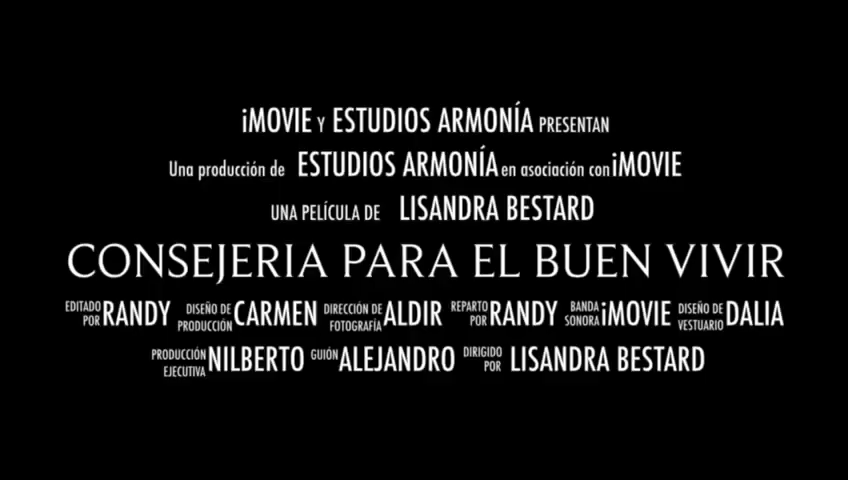 iMOVIE Y ESTUDIOS ARMONÍA PRESENTAN
Una producción de ESTUDIOS ARMONÍA en asociación con iMOVIE
UNA PELÍCULA DE LISANDRA BESTARD
CONSEJERIA PARA EL BUEN VIVIR
EDITADO POR RANDY DISEÑO DE PRODUCCIÓN CARMEN DIRECCIÓN DE FOTOGRAFÍA ALDIR REPARTO POR RANDY BANDA SONORA iMOVIE DISEÑO DE VESTUARIO DALIA
PRODUCCIÓN EJECUTIVA NILBERTO GUIÓN ALEJANDRO DIRIGIDO POR LISANDRA BESTARD